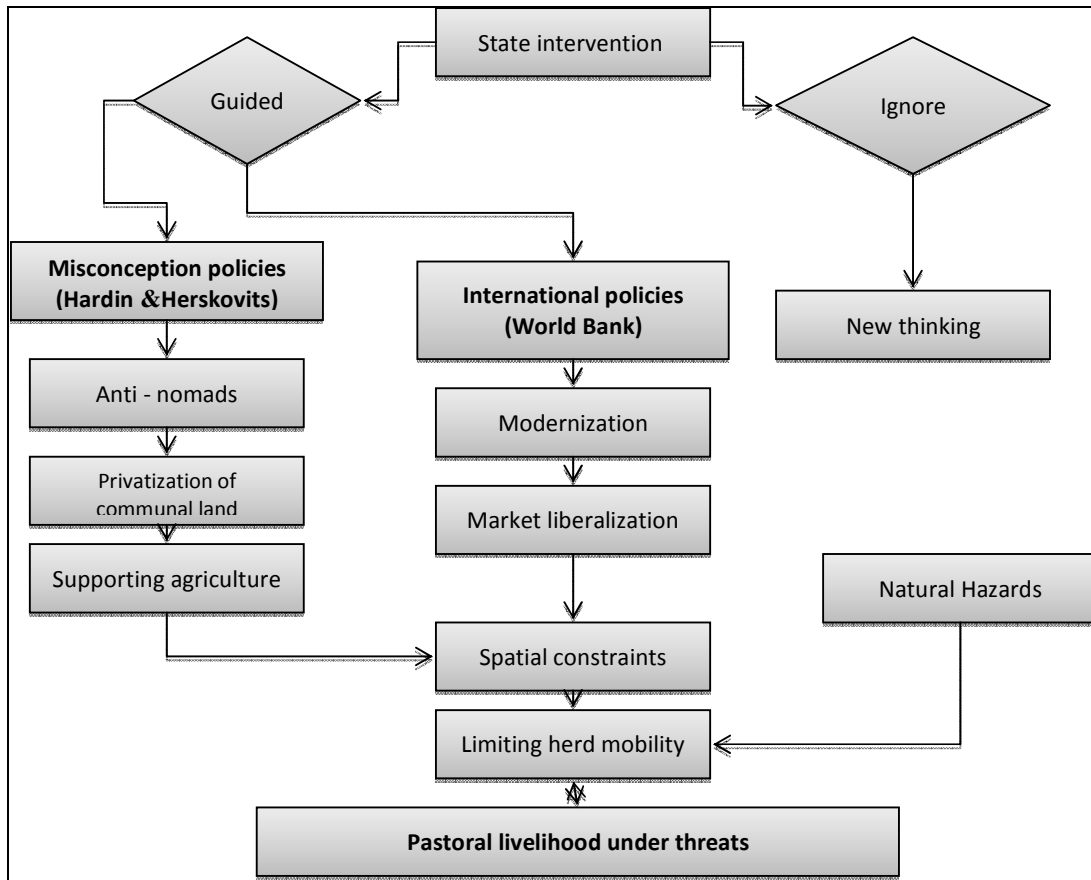 State intervention
Guided
Ignore
Misconception policies
(Hardin &Herskovits)
International policies
(World Bank)
New thinking
Anti - nomads
Modernization
Privatization of
communal land
Market liberalization
Supporting agriculture
Natural Hazards
Spatial constraints
Limiting herd mobility
Pastoral livelihood under threats